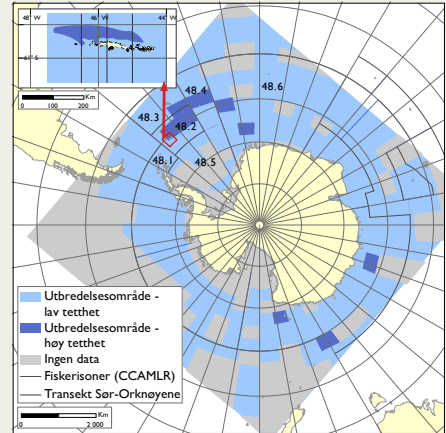 48° W 46° W 44° W
61° S
Km
0 100 200
48.4
48.6
48.3
48.2
48.1
48.5
Utbredelsesområde -
lav tetthet
Utbredelsesområde -
høy tetthet
Ingen data
Fiskerisoner (CCAMLR)
Transekt Sør-Orknøyene
Km
0 2 000